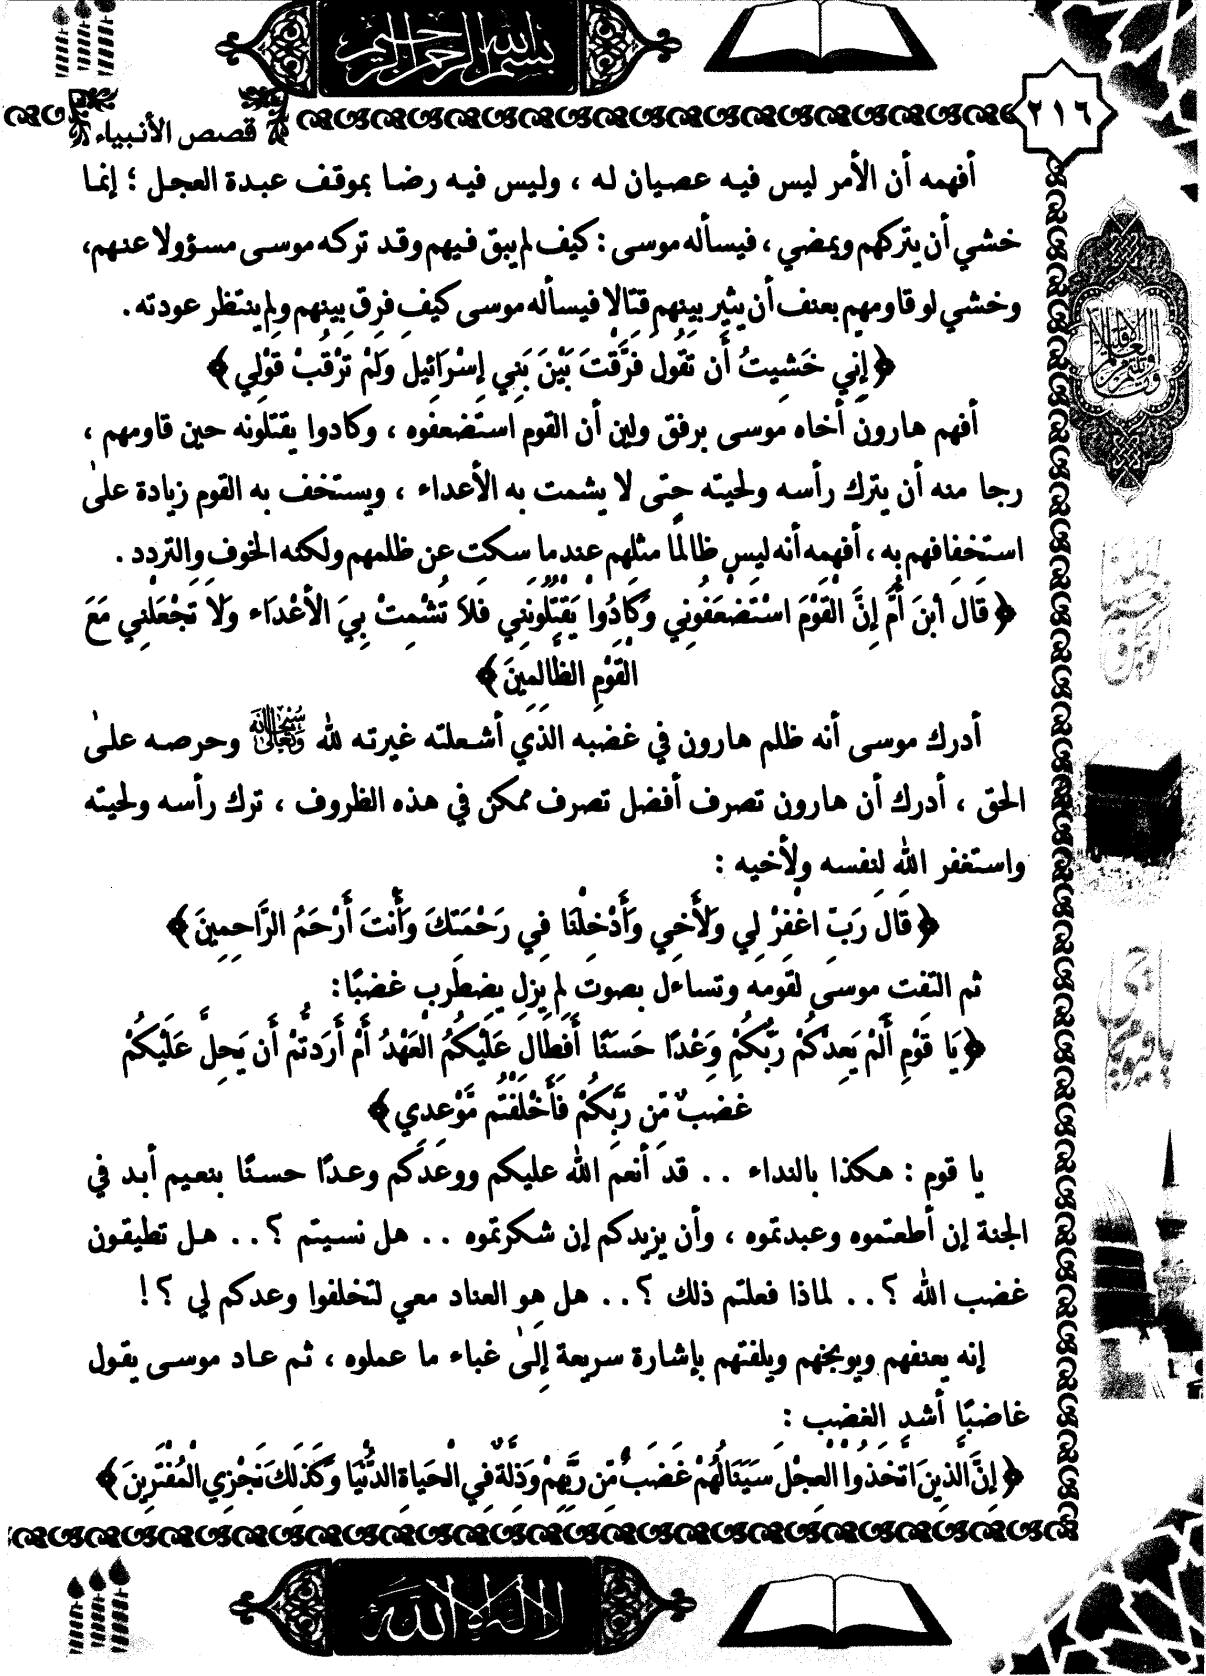 بسم الله الرحمن الرحيم
٢١٦
قصص الأنبياء
أفهمه أن الأمر ليس فيه عصيان له ، وليس فيه رضا بموقف عبدة العجل ؛ إنما
خشي أن يتركهم ويمضي ، فيسأله موسى : كيف لم يبق فيهم وقد تركه موسى مسؤولا عنهم،
وخشي لو قاومهم بعنف أن يثير بينهم قتالا فيسأله موسى كيف فرق بينهم ولم ينتظر عودته .
﴿ إِنِّي خَشِيتُ أَن تَقُولَ فَرَّقْتَ بَيْنَ بَنِي إِسْرَائِيلَ وَلَمْ تَرْقُبْ قَوْلِي ﴾
أفهم هارون أخاه موسى برفق ولين أن القوم استضعفوه ، وكادوا يقتلونه حين قاومهم ،
رجا منه أن يترك رأسه ولحيته حتى لا يشمت به الأعداء ، ويستخف به القوم زيادة على
استخفافهم به ، أفهمه أنه ليس ظالمًا مثلهم عندما سكت عن ظلمهم ولكنه الخوف والتردد .
﴿ قَالَ ابْنَ أُمَّ إِنَّ الْقَوْمَ اسْتَضْعَفُونِي وَكَادُوا يَقْتُلُونَنِي فَلاَ تُشْمِتْ بِيَ الأَعْدَاء وَلاَ تَجْعَلْنِي مَعَ
الْقَوْمِ الظَّالِمِينَ ﴾
أدرك موسى أنه ظلم هارون في غضبه الذي أشعلته غيرته لله سُبْحَانَهُ وَتَعَالَى وحرصه على
الحق ، أدرك أن هارون تصرف أفضل تصرف ممكن في هذه الظروف ، ترك رأسه ولحيته
واستغفر الله لنفسه ولأخيه :
﴿ قَالَ رَبِّ اغْفِرْ لِي وَلأَخِي وَأَدْخِلْنَا فِي رَحْمَتِكَ وَأَنتَ أَرْحَمُ الرَّاحِمِينَ ﴾
ثم التفت موسى لقومه وتساءل بصوت لم يزل يضطرب غضبًا:
﴿ يَا قَوْمِ أَلَمْ يَعِدْكُمْ رَبُّكُمْ وَعْدًا حَسَنًا أَفَطَالَ عَلَيْكُمُ الْعَهْدُ أَمْ أَرَدتُّمْ أَن يَحِلَّ عَلَيْكُمْ
غَضَبٌ مِّن رَّبِّكُمْ فَأَخْلَفْتُم مَّوْعِدِي ﴾
يا قوم : هكذا بالنداء . . قد أنعم الله عليكم ووعدكم وعدًا حسنًا بنعيم أبد في
الجنة إن أطعتموه وعبدتموه ، وأن يزيدكم إن شكرتموه . . هل نسيتم ؟ . . هل تطيقون
غضب الله ؟ . . لماذا فعلتم ذلك ؟ . . هل هو العناد معي لتخلفوا وعدكم لي ؟ !
إنه يعنفهم ويوبخهم ويلفتهم بإشارة سريعة إلى غباء ما عملوه ، ثم عاد موسى يقول
غاضبًا أشد الغضب :
﴿ إِنَّ الَّذِينَ اتَّخَذُوا الْعِجْلَ سَيَنَالُهُمْ غَضَبٌ مِّن رَّبِّهِمْ وَذِلَّةٌ فِي الْحَيَاةِ الدُّنْيَا وَكَذَلِكَ نَجْزِي الْمُفْتَرِينَ ﴾
لا إله إلا الله